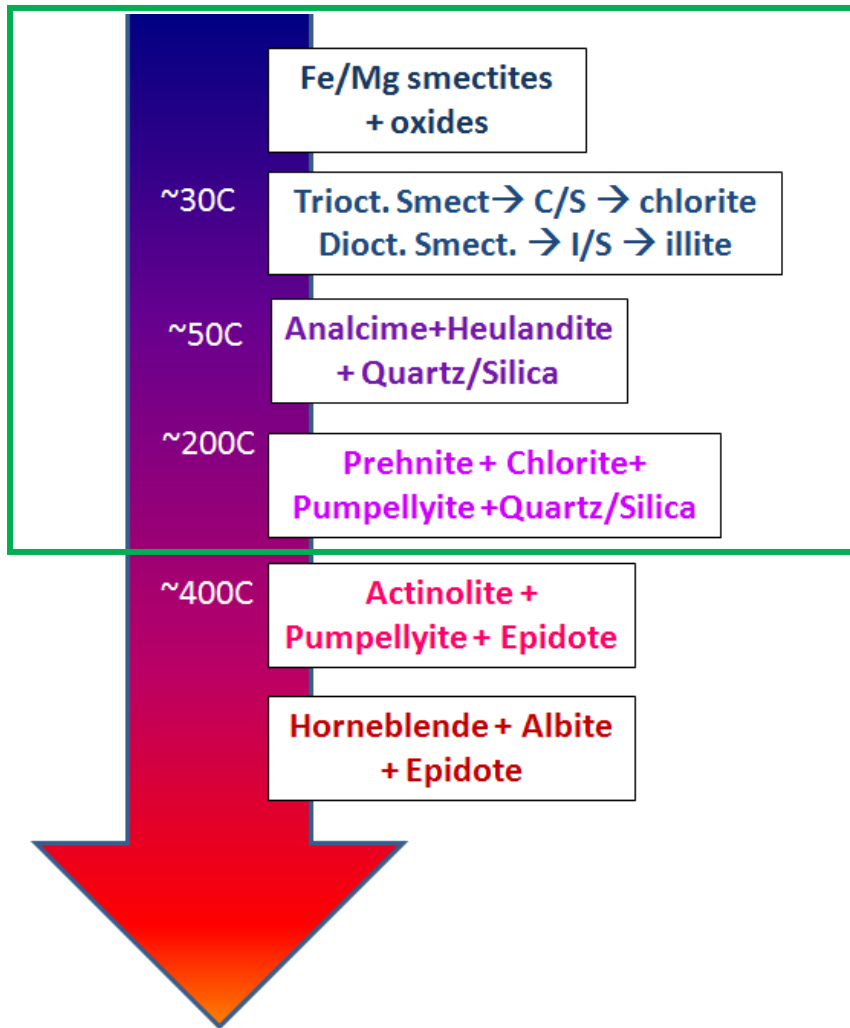 Fe/Mg smectites
+ oxides
~30C
Trioct. Smect→ C/S → chlorite
Dioct. Smect. → I/S → illite
~50C
Analcime+Heulandite
+ Quartz/Silica
~200C
Prehnite + Chlorite+
Pumpellyite +Quartz/Silica
~400C
Actinolite +
Pumpellyite + Epidote
Horneblende + Albite
+ Epidote